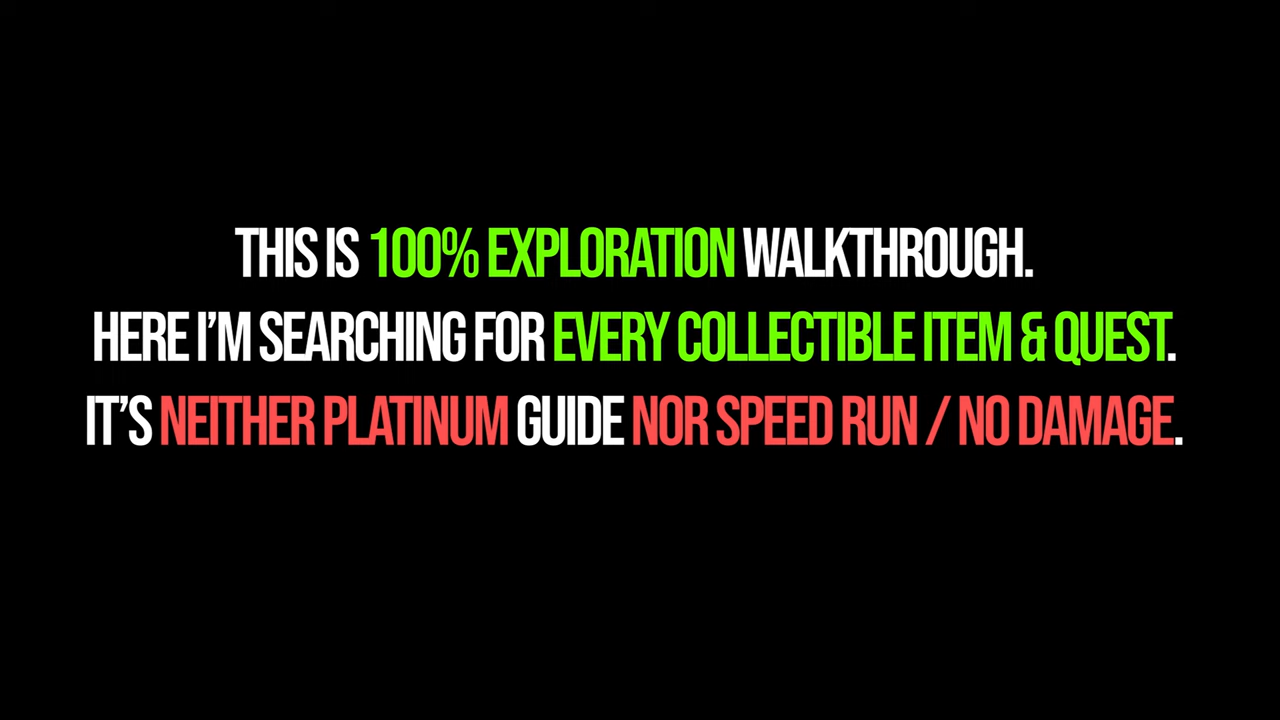 THIS IS 100% EXPLORATION WALKTHROUGH.
HERE I'M SEARCHING FOR EVERY COLLECTIBLE ITEM & QUEST.
IT'S NEITHER PLATINUM GUIDE NOR SPEED RUN / NO DAMAGE.